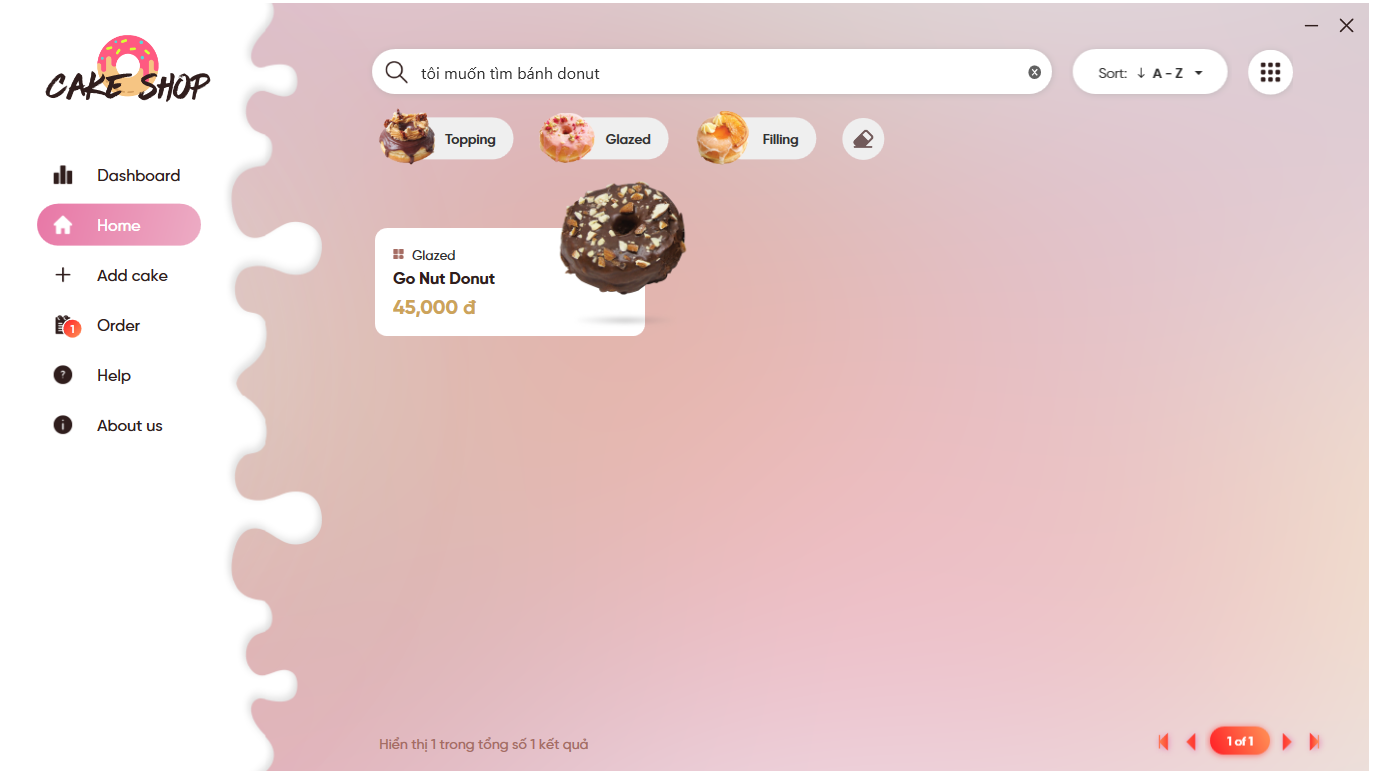 CAKE SHOP
Dashboard
Home
Add cake
1
Order
?
Help
i
About us
tôi muốn tìm bánh donut
Sort: ↓ A - Z
Topping
Glazed
Filling
Glazed
Go Nut Donut
45,000 đ
Hiển thị 1 trong tổng số 1 kết quả
1 of 1